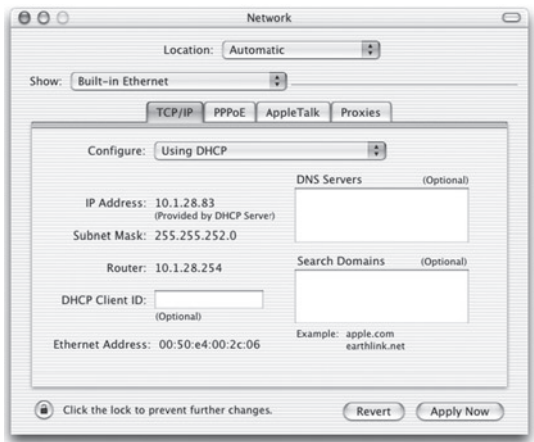 Network
Location: Automatic
Show: Built-in Ethernet
TCP/IP PPPoE AppleTalk Proxies
Configure: Using DHCP
DNS Servers (Optional)
IP Address: 10.1.28.83
(Provided by DHCP Server)
Subnet Mask: 255.255.252.0
Router: 10.1.28.254
Search Domains (Optional)
DHCP Client ID:
(Optional)
Example: apple.com
earthlink.net
Ethernet Address: 00:50:e4:00:2c:06
Click the lock to prevent further changes.
Revert Apply Now